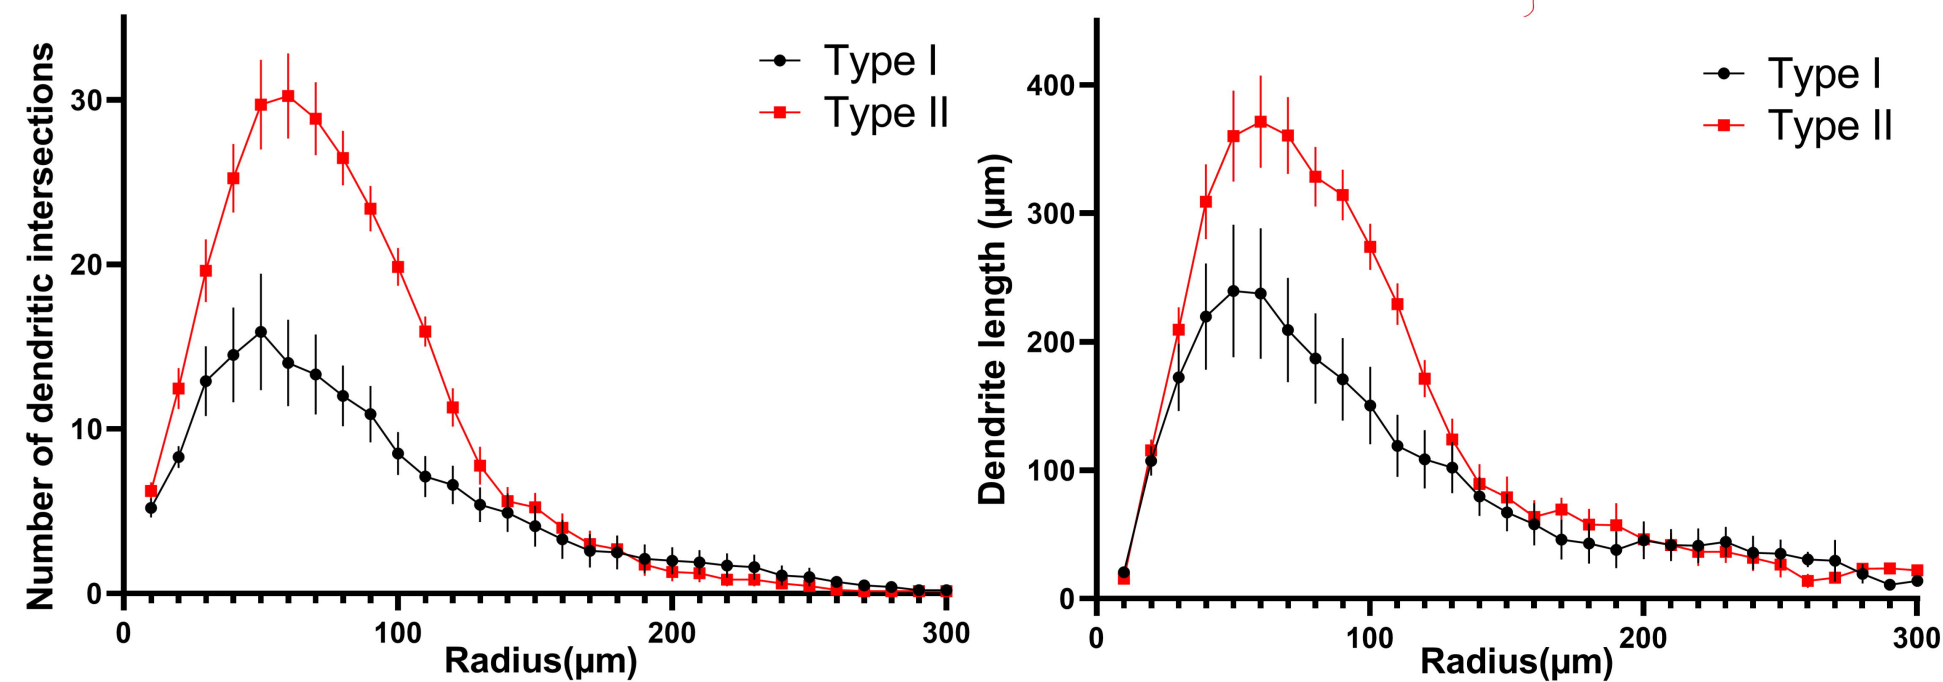 Number of dendritic intersections
30
20
10
0
0 100 200 300
Radius(μm)
Type I
Type II
Dendrite length (μm)
400
300
200
100
0
0 100 200 300
Radius(μm)
Type I
Type II